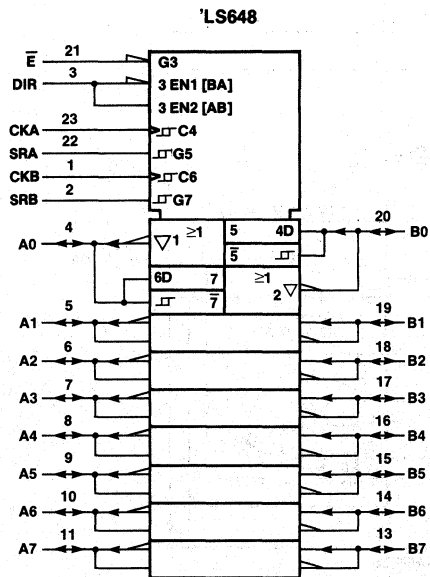 'LS648
E̅ 21 G3
DIR 3 3 EN1 [BA]
3 EN2 [AB]
CKA 23 C4
SRA 22 G5
CKB 1 C6
SRB 2 G7
A0 4 ▽1 ≥1 5 4D 20 B0
5̅
6D 7 ≥1
7̅ 2▽
A1 5 19 B1
A2 6 18 B2
A3 7 17 B3
A4 8 16 B4
A5 9 15 B5
A6 10 14 B6
A7 11 13 B7